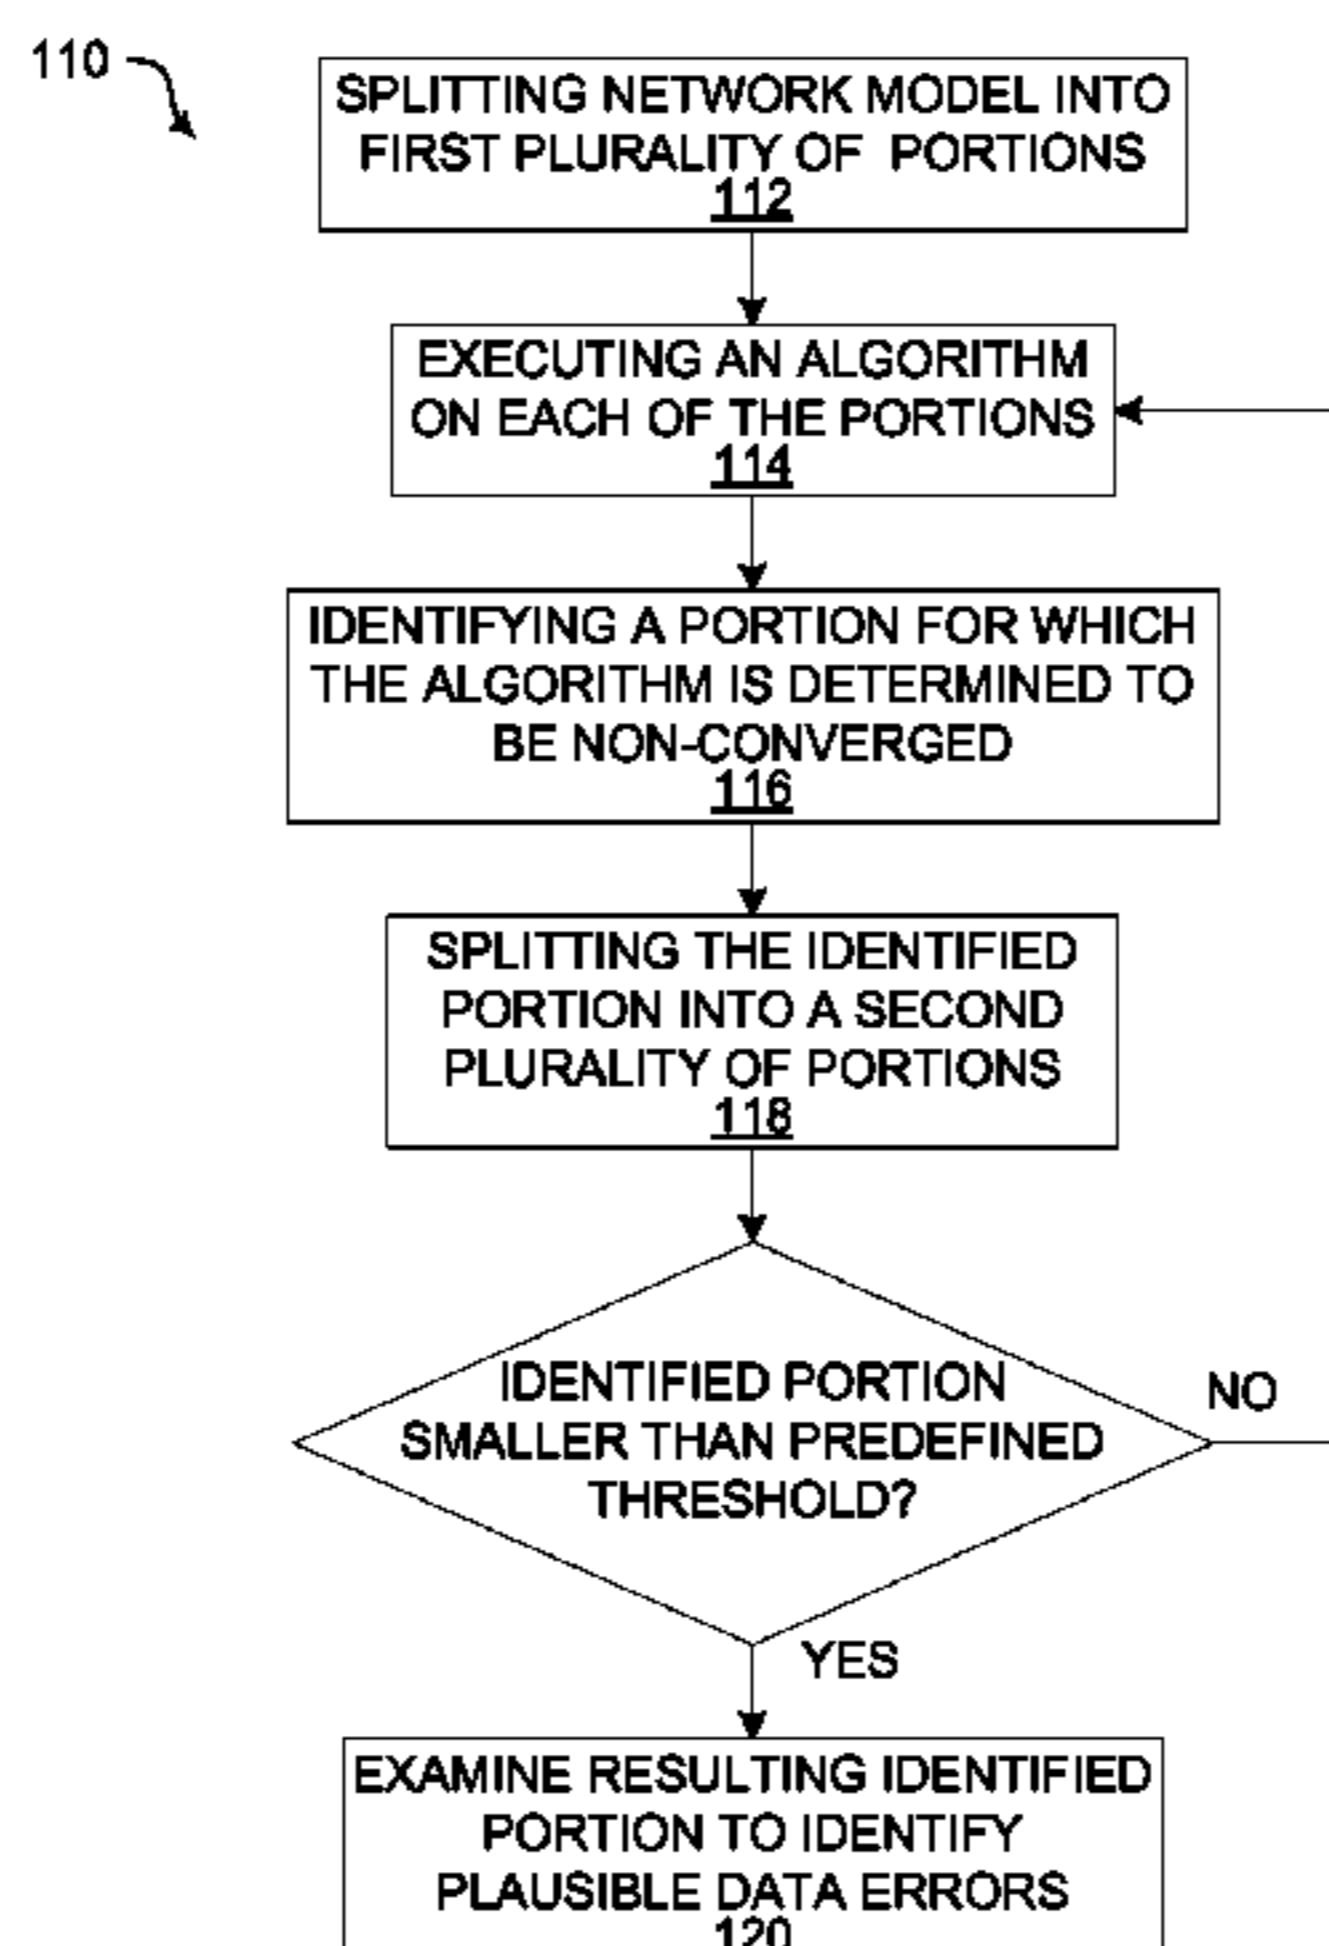 110
SPLITTING NETWORK MODEL INTO
FIRST PLURALITY OF PORTIONS
112
EXECUTING AN ALGORITHM
ON EACH OF THE PORTIONS
114
IDENTIFYING A PORTION FOR WHICH
THE ALGORITHM IS DETERMINED TO
BE NON-CONVERGED
116
SPLITTING THE IDENTIFIED
PORTION INTO A SECOND
PLURALITY OF PORTIONS
118
IDENTIFIED PORTION
SMALLER THAN PREDEFINED
THRESHOLD?
NO
YES
EXAMINE RESULTING IDENTIFIED
PORTION TO IDENTIFY
PLAUSIBLE DATA ERRORS
120